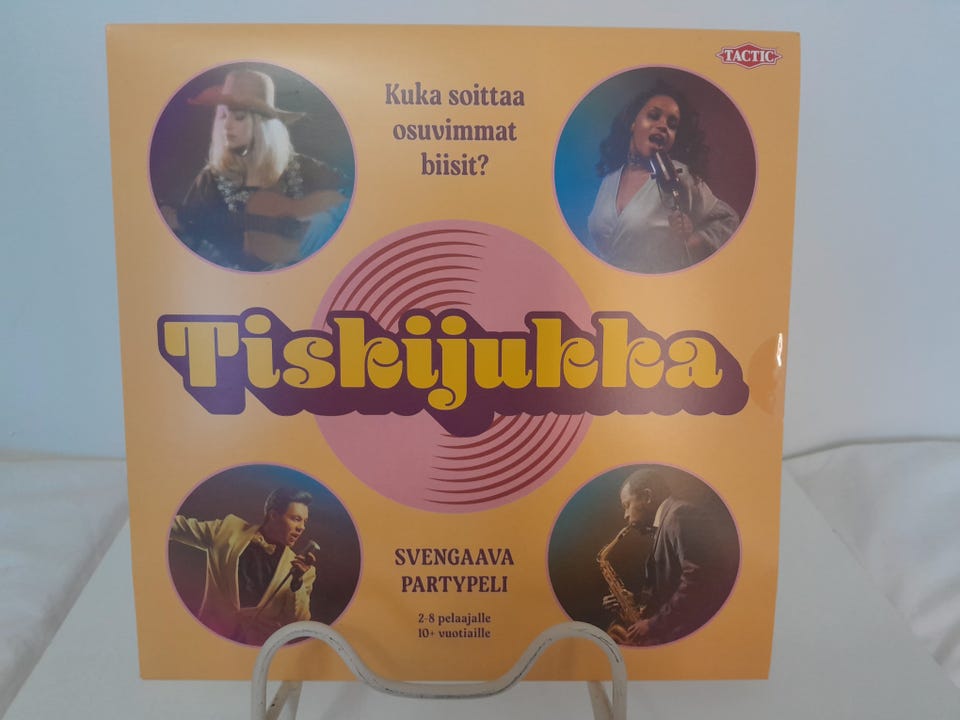 TACTIC
Kuka soittaa
osuvimmat
biisit?
Tiskijukka
SVENGAAVA
PARTYPELI
2-8 pelaajalle
10+ vuotiaille